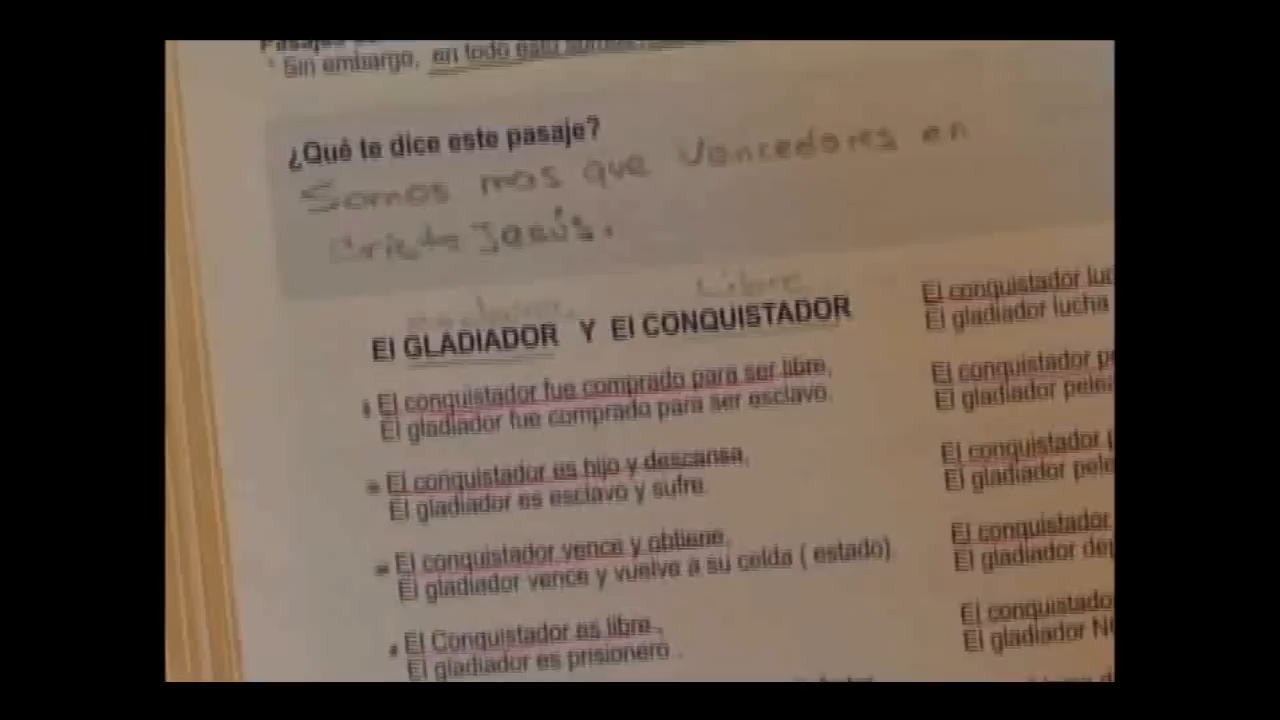 * Sin embargo, en todo esto
¿Qué te dice este pasaje?
Somos mas que Vencedores en
Cristo Jesús.
Libre
El GLADIADOR Y El CONQUISTADOR
El conquistador fue comprado para ser libre,
El gladiador fue comprado para ser esclavo.
El conquistador es hijo y descansa,
El gladiador es esclavo y sufre.
El conquistador vence y obtiene,
El gladiador vence y vuelve a su celda ( estado).
El Conquistador es libre,
El gladiador es prisionero.
El conquistador
El gladiador lucha
El conquistador
El gladiador
El conquistador
El gladiador
El conquistador
El gladiador
El conquistador
El gladiador